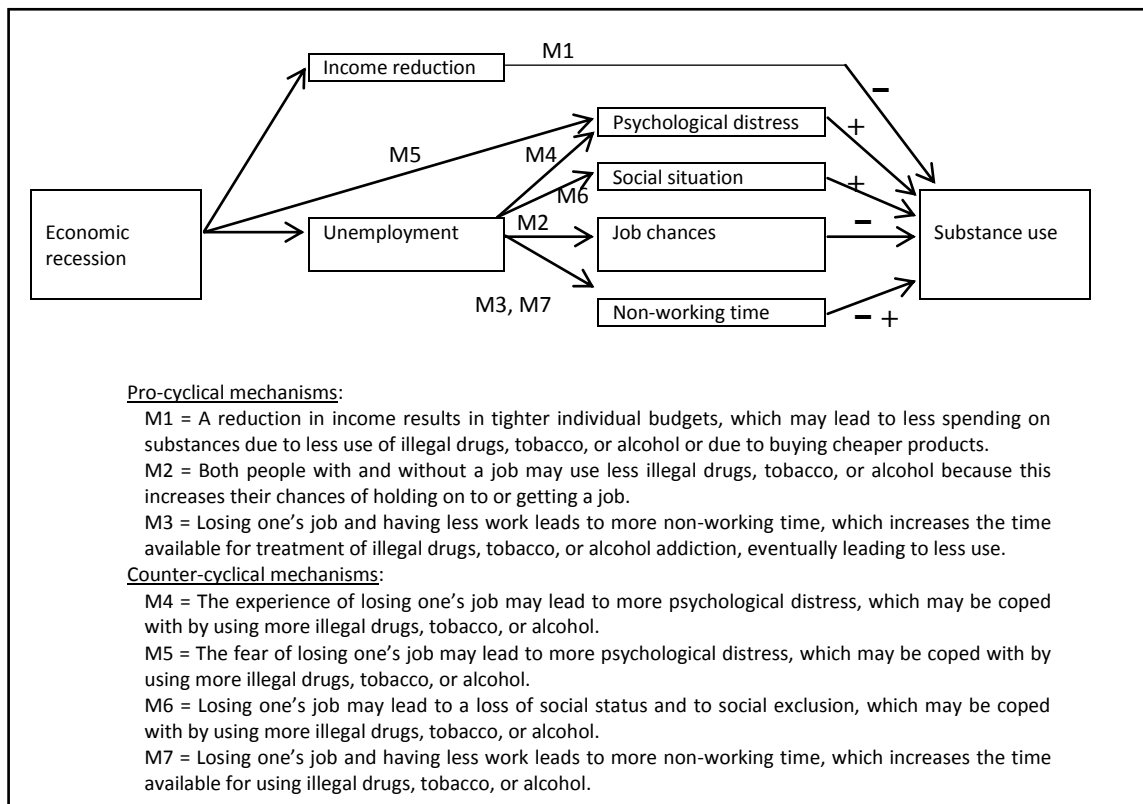 M1
Income reduction
−
Psychological distress
+
M5
M4
Social situation
+
M6
Economic
recession
Unemployment
M2
Job chances
−
Substance use
M3, M7
Non-working time
− +
Pro-cyclical mechanisms:
M1 = A reduction in income results in tighter individual budgets, which may lead to less spending on
substances due to less use of illegal drugs, tobacco, or alcohol or due to buying cheaper products.
M2 = Both people with and without a job may use less illegal drugs, tobacco, or alcohol because this
increases their chances of holding on to or getting a job.
M3 = Losing one’s job and having less work leads to more non-working time, which increases the time
available for treatment of illegal drugs, tobacco, or alcohol addiction, eventually leading to less use.
Counter-cyclical mechanisms:
M4 = The experience of losing one’s job may lead to more psychological distress, which may be coped
with by using more illegal drugs, tobacco, or alcohol.
M5 = The fear of losing one’s job may lead to more psychological distress, which may be coped with by
using more illegal drugs, tobacco, or alcohol.
M6 = Losing one’s job may lead to a loss of social status and to social exclusion, which may be coped
with by using more illegal drugs, tobacco, or alcohol.
M7 = Losing one’s job and having less work leads to more non-working time, which increases the time
available for using illegal drugs, tobacco, or alcohol.